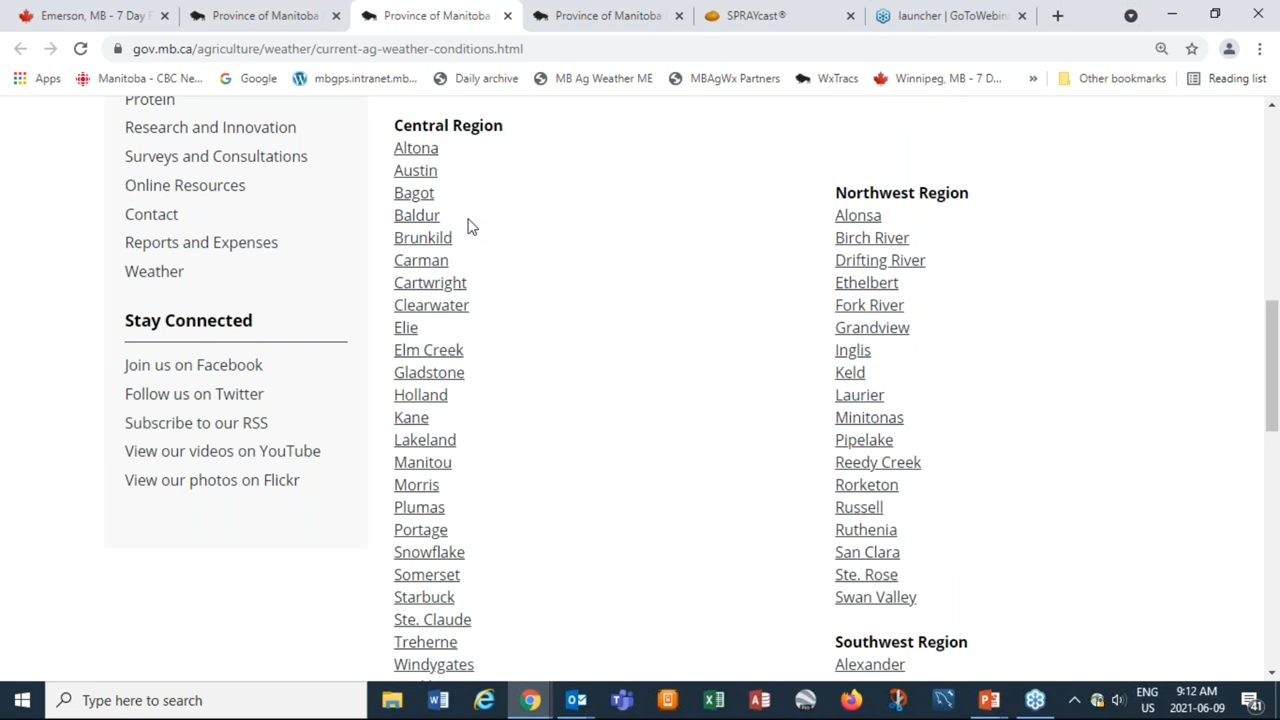 Emerson, MB - 7 Day F
Province of Manitoba
Province of Manitoba
Province of Manitoba
SPRAYcast®
launcher | GoToWebin
gov.mb.ca/agriculture/weather/current-ag-weather-conditions.html
Apps
Manitoba - CBC Ne...
Google
mbgps.intranet.mb...
Daily archive
MB Ag Weather ME
MBAgWx Partners
WxTracs
Winnipeg, MB - 7 D...
»
Other bookmarks
Reading list
Protein
Research and Innovation
Surveys and Consultations
Online Resources
Contact
Reports and Expenses
Weather
Stay Connected
Join us on Facebook
Follow us on Twitter
Subscribe to our RSS
View our videos on YouTube
View our photos on Flickr
Central Region
Altona
Austin
Bagot
Baldur
Brunkild
Carman
Cartwright
Clearwater
Elie
Elm Creek
Gladstone
Holland
Kane
Lakeland
Manitou
Morris
Plumas
Portage
Snowflake
Somerset
Starbuck
Ste. Claude
Treherne
Windygates
Northwest Region
Alonsa
Birch River
Drifting River
Ethelbert
Fork River
Grandview
Inglis
Keld
Laurier
Minitonas
Pipelake
Reedy Creek
Rorketon
Russell
Ruthenia
San Clara
Ste. Rose
Swan Valley
Southwest Region
Alexander
Type here to search
ENG
US
9:12 AM
2021-06-09
41